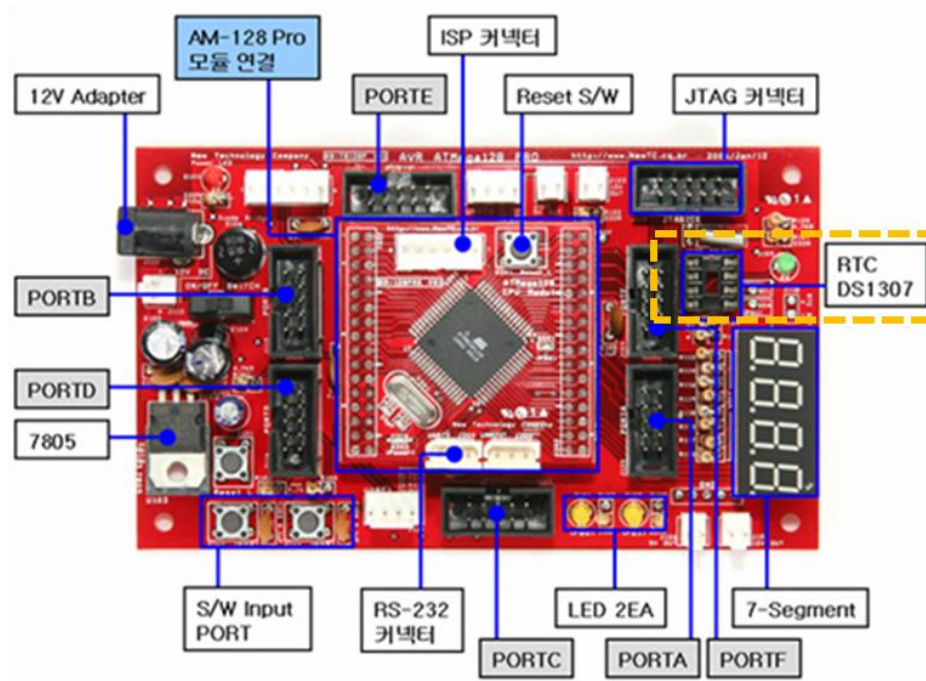 AM-128 Pro
모듈 연결
ISP 커넥터
12V Adapter
PORTE
Reset S/W
JTAG 커넥터
New Technology Company
AVR ATMega128 PRO
RTC
DS1307
PORTB
PORTD
7805
S/W Input
PORT
RS-232
커넥터
LED 2EA
7-Segment
PORTC
PORTA
PORTF